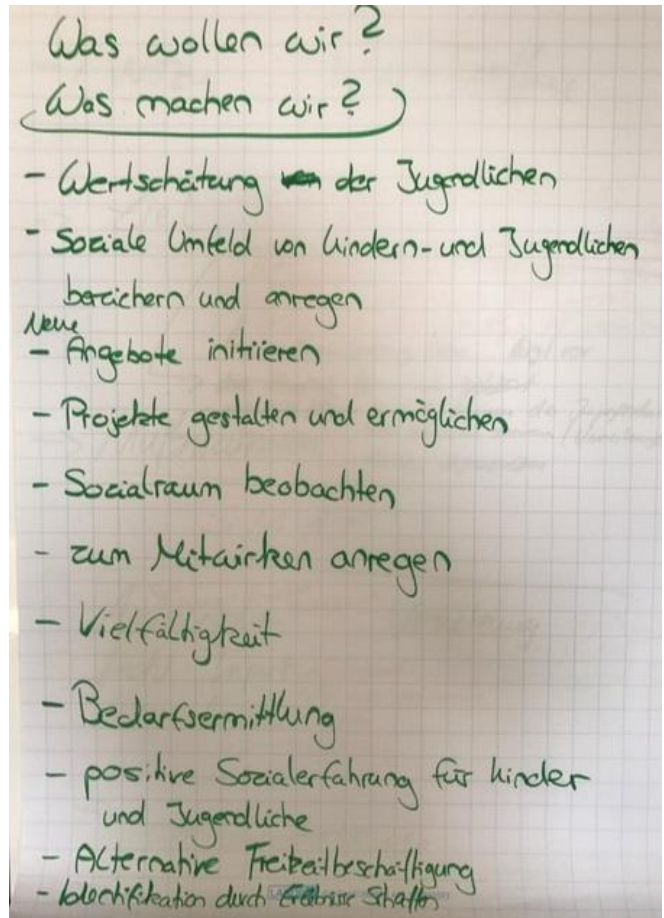 Was wollen wir?
Was machen wir?
- Wertschätung der Jugendlichen
- Soziale Umfeld von Kindern- und Jugendlichen
bereichern und anregen
Neue
- Angebote initiieren
- Projekte gestalten und ermöglichen
- Sozialraum beobachten
- zum Mitwirken anregen
- Vielfältigkeit
- Bedarfsermittlung
- positive Sozialerfahrung für Kinder
und Jugendliche
- Alternative Freizeitbeschäftigung
- Identifikation durch Erlebnisse Schaffen